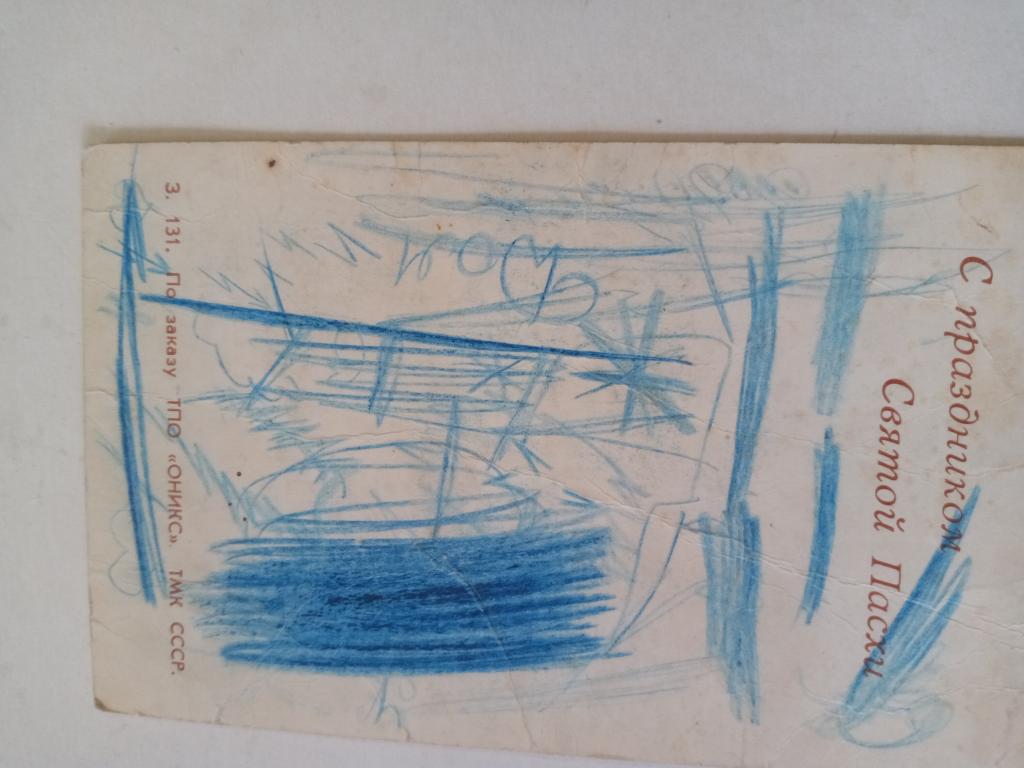 С праздником
Святой Пасхи
З. 131. По заказу ТПО «ОНИКС». ТМК СССР.